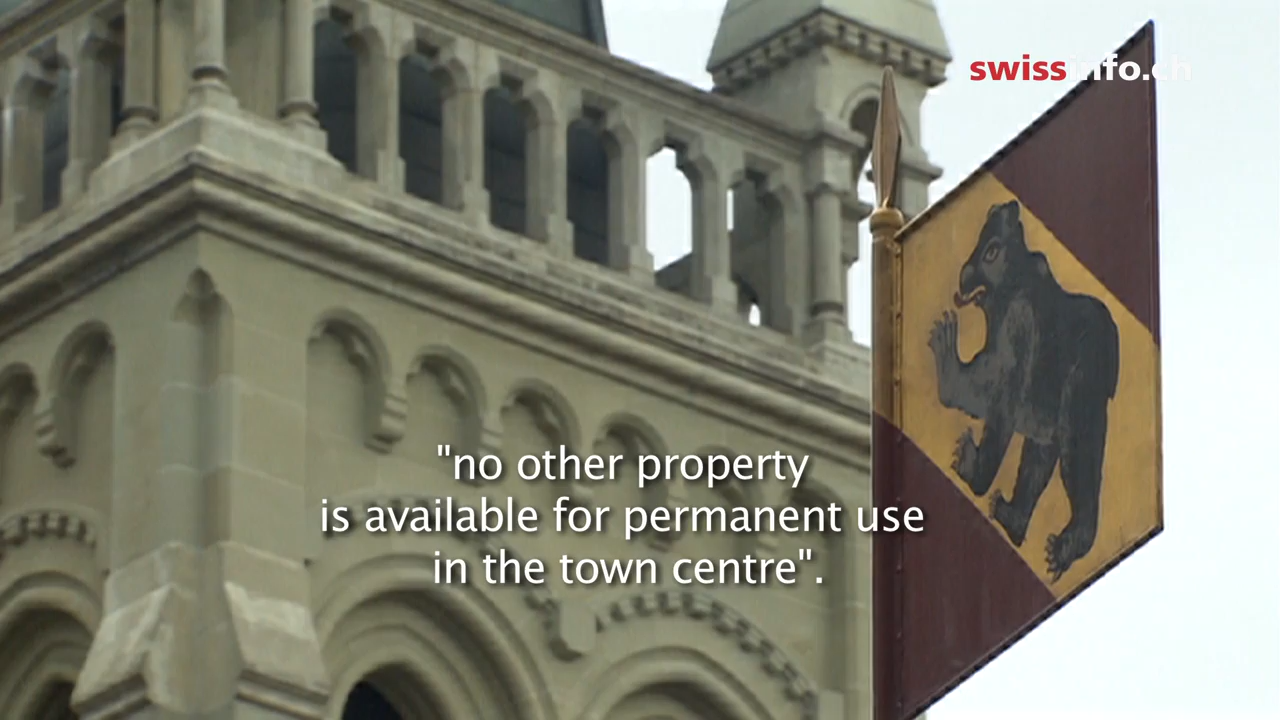 swissinfo.ch
"no other property
is available for permanent use
in the town centre".